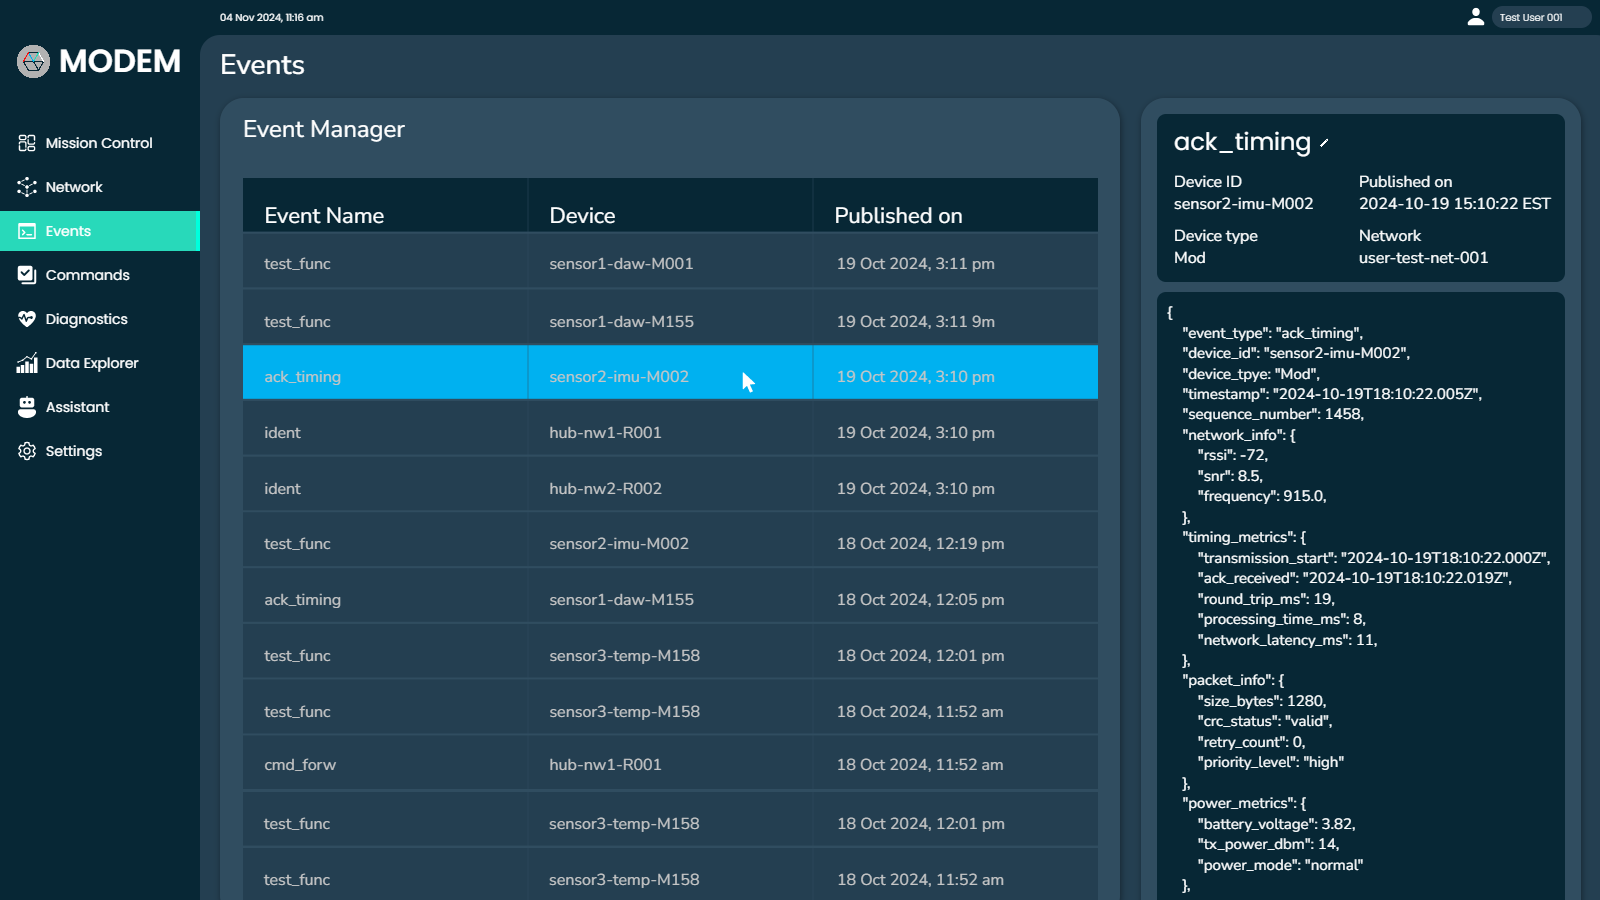 04 Nov 2024, 11:16 am
Test User 001
MODEM
Mission Control
Network
Events
Commands
Diagnostics
Data Explorer
Assistant
Settings
Events
Event Manager
Event Name Device Published on
test_func sensor1-daw-M001 19 Oct 2024, 3:11 pm
test_func sensor1-daw-M155 19 Oct 2024, 3:11 9m
ack_timing sensor2-imu-M002 19 Oct 2024, 3:10 pm
ident hub-nw1-R001 19 Oct 2024, 3:10 pm
ident hub-nw2-R002 19 Oct 2024, 3:10 pm
test_func sensor2-imu-M002 18 Oct 2024, 12:19 pm
ack_timing sensor1-daw-M155 18 Oct 2024, 12:05 pm
test_func sensor3-temp-M158 18 Oct 2024, 12:01 pm
test_func sensor3-temp-M158 18 Oct 2024, 11:52 am
cmd_forw hub-nw1-R001 18 Oct 2024, 11:52 am
test_func sensor3-temp-M158 18 Oct 2024, 12:01 pm
test_func sensor3-temp-M158 18 Oct 2024, 11:52 am
ack_timing
Device ID Published on
sensor2-imu-M002 2024-10-19 15:10:22 EST
Device type Network
Mod user-test-net-001
{
"event_type": "ack_timing",
"device_id": "sensor2-imu-M002",
"device_tpye: "Mod",
"timestamp": "2024-10-19T18:10:22.005Z",
"sequence_number": 1458,
"network_info": {
"rssi": -72,
"snr": 8.5,
"frequency": 915.0,
},
"timing_metrics": {
"transmission_start": "2024-10-19T18:10:22.000Z",
"ack_received": "2024-10-19T18:10:22.019Z",
"round_trip_ms": 19,
"processing_time_ms": 8,
"network_latency_ms": 11,
},
"packet_info": {
"size_bytes": 1280,
"crc_status": "valid",
"retry_count": 0,
"priority_level": "high"
},
"power_metrics": {
"battery_voltage": 3.82,
"tx_power_dbm": 14,
"power_mode": "normal"
},